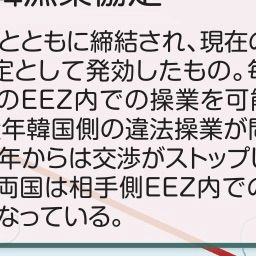 韓漁業協定
とともに締結され、現在の
定として発効したもの。毎
のEEZ内での操業を可能
年韓国側の違法操業が
年からは交渉がストップし
両国は相手側EEZ内での
なっている。